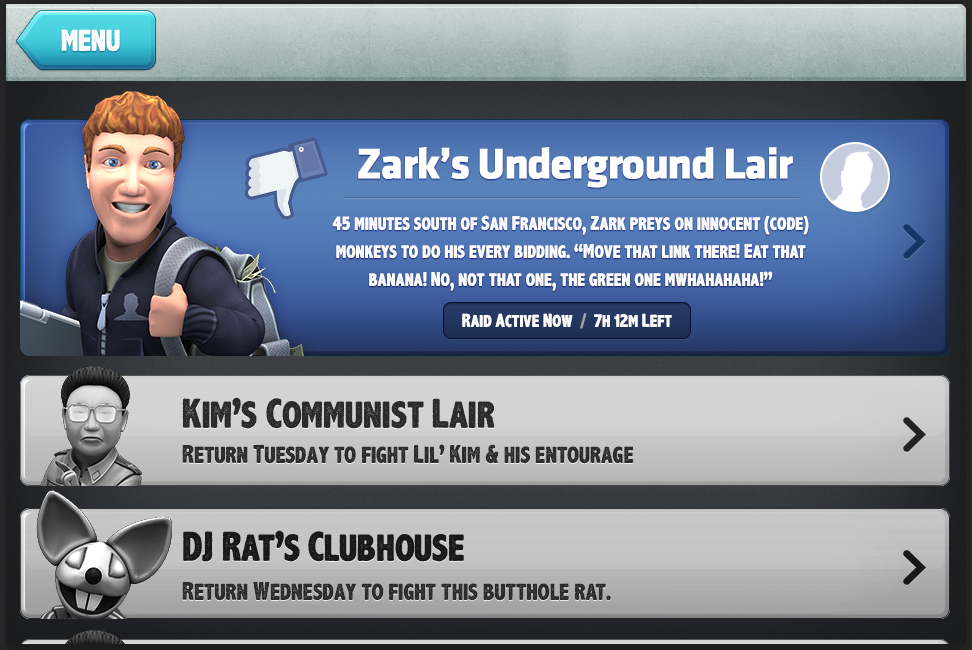 MENU
Zark's Underground Lair
45 minutes south of San Francisco, Zark preys on innocent (code)
monkeys to do his every bidding. “Move that link there! Eat that
banana! No, not that one, the green one mwhahahaha!”
Raid Active Now / 7h 12m Left
Kim's Communist Lair
Return Tuesday to fight Lil' Kim & his entourage
DJ Rat's Clubhouse
Return Wednesday to fight this butthole rat.